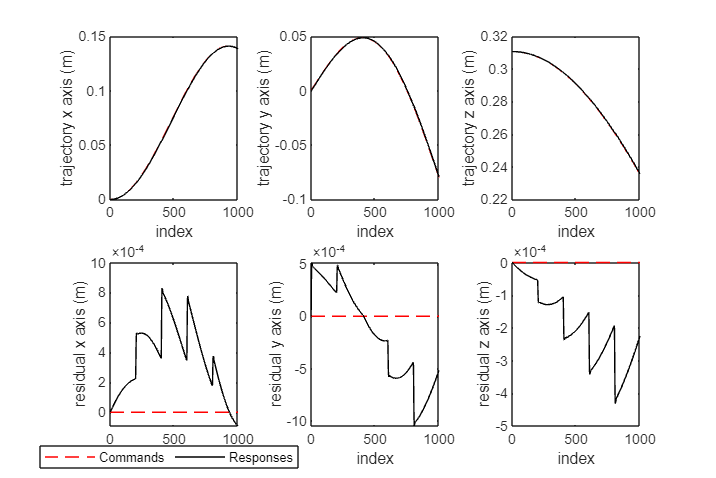 trajectory x axis (m)
0.15
0.1
0.05
0
0 500 1000
index
trajectory y axis (m)
0.05
0
-0.05
-0.1
0 500 1000
index
trajectory z axis (m)
0.32
0.3
0.28
0.26
0.24
0.22
0 500 1000
index
residual x axis (m)
×10-4
10
8
6
4
2
0
0 500 1000
residual y axis (m)
×10-4
5
0
-5
-10
0 500 1000
index
residual z axis (m)
×10-4
0
-1
-2
-3
-4
-5
0 500 1000
index
Commands Responses